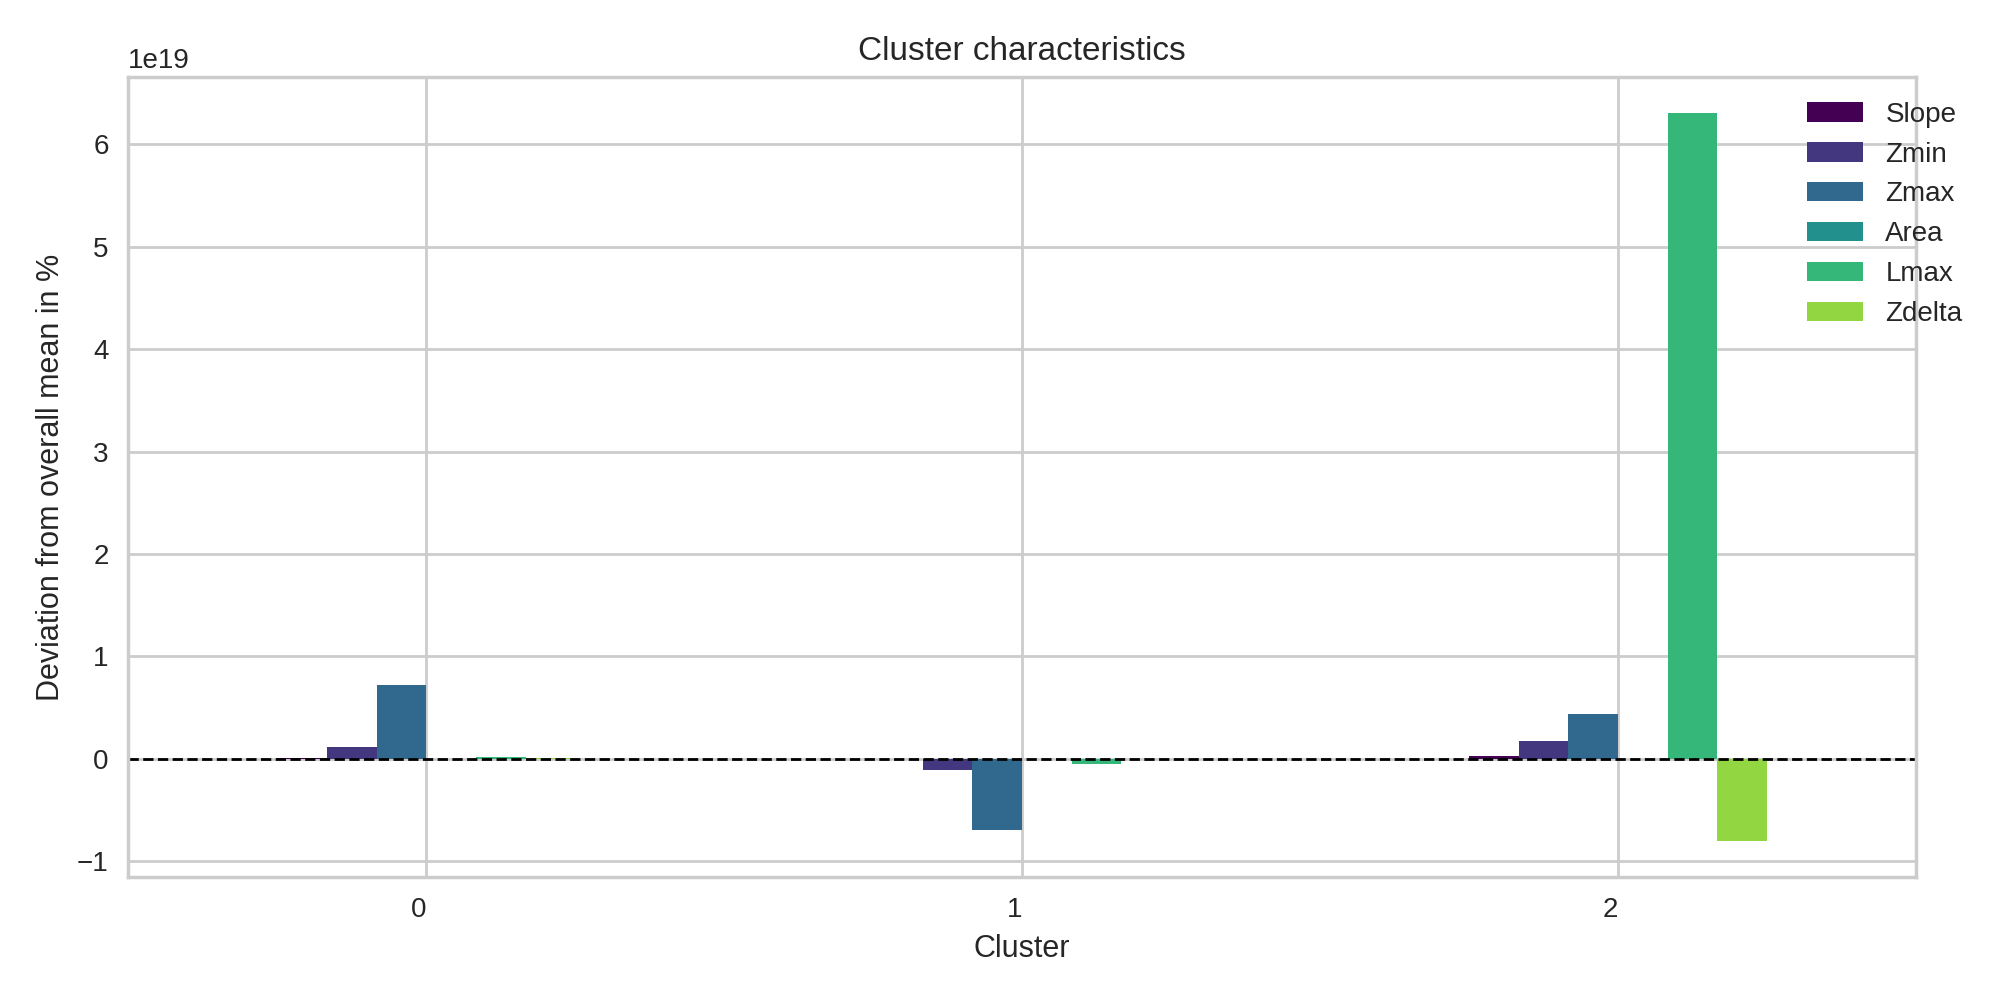 Cluster characteristics
1e19
Deviation from overall mean in %
6
5
4
3
2
1
0
−1
Slope
Zmin
Zmax
Area
Lmax
Zdelta
0
1
2
Cluster